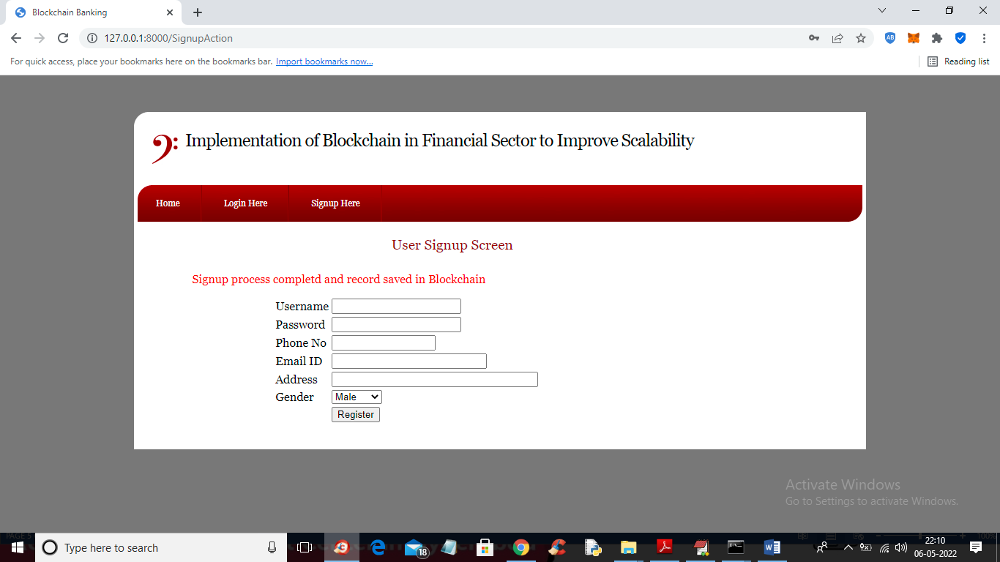 Blockchain Banking
127.0.0.1:8000/SignupAction
AB
For quick access, place your bookmarks here on the bookmarks bar. Import bookmarks now...
Reading list
Implementation of Blockchain in Financial Sector to Improve Scalability
Home Login Here Signup Here
User Signup Screen
Signup process completd and record saved in Blockchain
Username
Password
Phone No
Email ID
Address
Gender Male
Register
Activate Windows
Go to Settings to activate Windows.
Type here to search
18
22:10
06-05-2022
100%